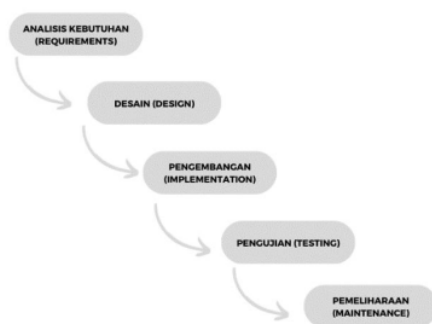 ANALISIS KEBUTUHAN
(REQUIREMENTS)
DESAIN (DESIGN)
PENGEMBANGAN
(IMPLEMENTATION)
PENGUJIAN (TESTING)
PEMELIHARAAN
(MAINTENANCE)